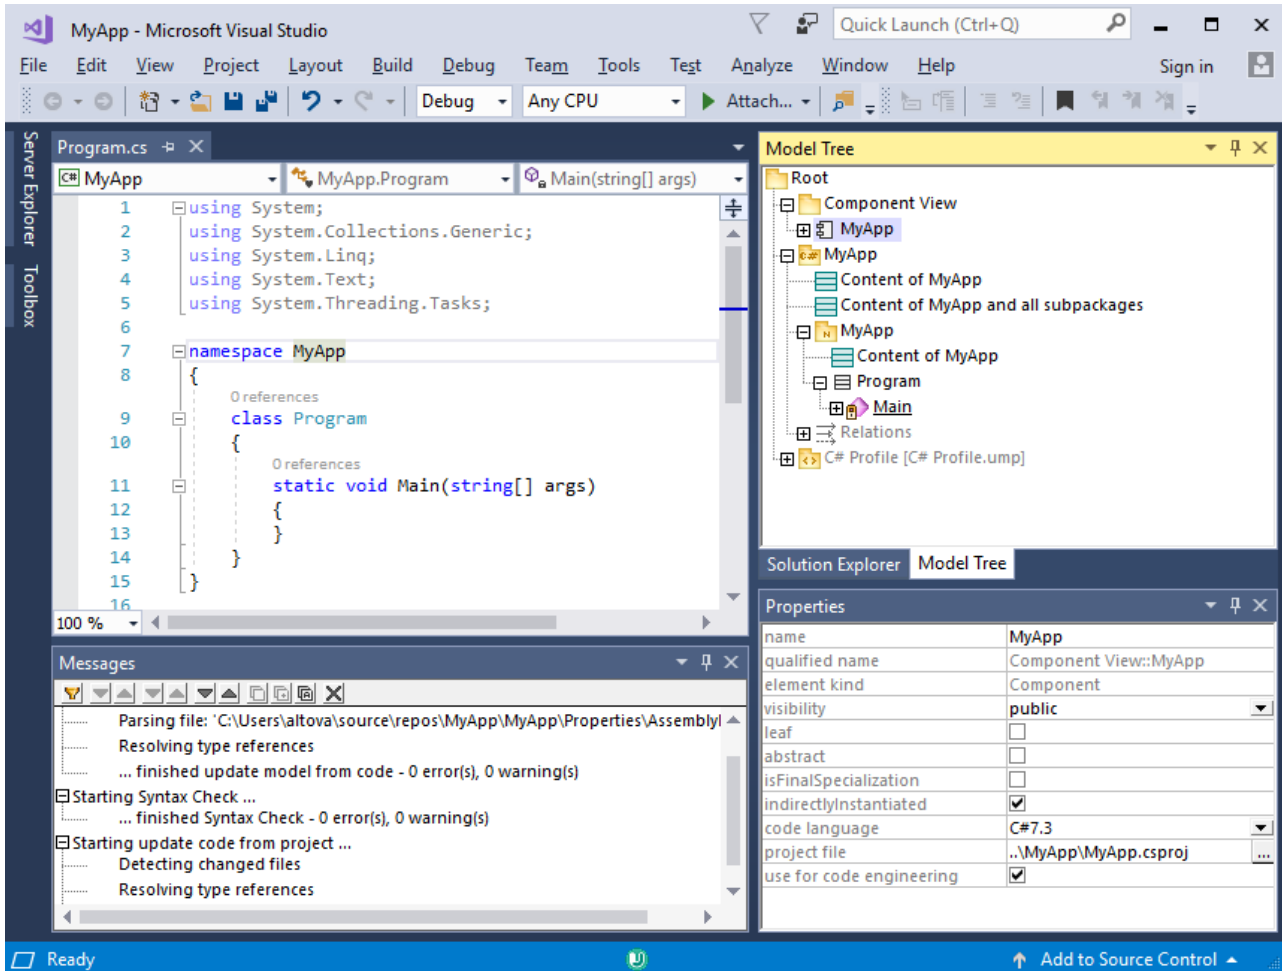 MyApp - Microsoft Visual Studio
Quick Launch (Ctrl+Q)
File Edit View Project Layout Build Debug Team Tools Test Analyze Window Help Sign in
Debug Any CPU Attach...
Server Explorer
Toolbox
Program.cs
C# MyApp MyApp.Program Main(string[] args)
1 using System;
2 using System.Collections.Generic;
3 using System.Linq;
4 using System.Text;
5 using System.Threading.Tasks;
6
7 namespace MyApp
8 {
0 references
9 class Program
10 {
0 references
11 static void Main(string[] args)
12 {
13 }
14 }
15 }
16
100 %
Messages
Parsing file: 'C:\Users\altova\source\repos\MyApp\MyApp\Properties\Assembly
Resolving type references
... finished update model from code - 0 error(s), 0 warning(s)
Starting Syntax Check ...
... finished Syntax Check - 0 error(s), 0 warning(s)
Starting update code from project ...
Detecting changed files
Resolving type references
Model Tree
Root
Component View
MyApp
MyApp
Content of MyApp
Content of MyApp and all subpackages
MyApp
Content of MyApp
Program
Main
Relations
C# Profile [C# Profile.ump]
Solution Explorer Model Tree
Properties
name MyApp
qualified name Component View::MyApp
element kind Component
visibility public
leaf
abstract
isFinalSpecialization
indirectlyInstantiated
code language C#7.3
project file ..\MyApp\MyApp.csproj ...
use for code engineering
Ready
Add to Source Control